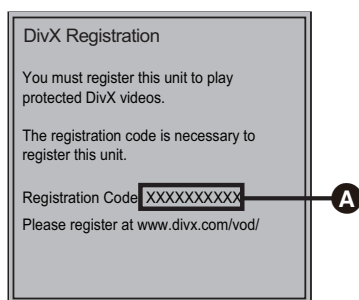 DivX Registration
You must register this unit to play
protected DivX videos.
The registration code is necessary to
register this unit.
Registration Code XXXXXXXXXX
A
Please register at www.divx.com/vod/